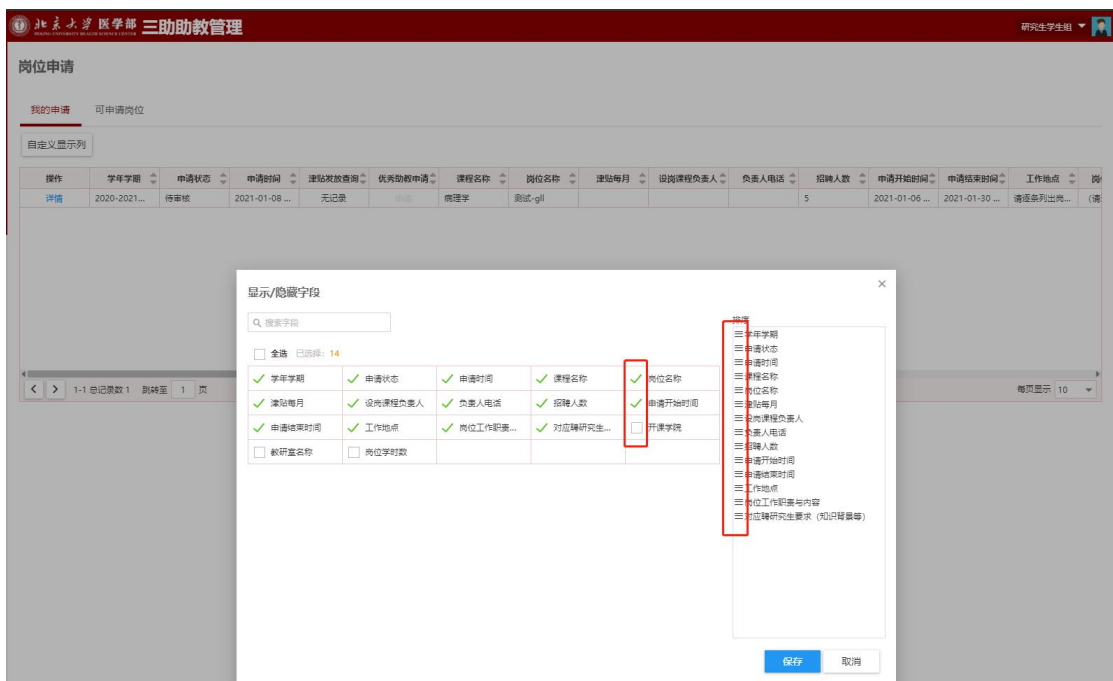 北京大学 医学部 三助助教管理
PEKING UNIVERSITY HEALTH SCIENCE CENTER
研究生学生组
岗位申请
我的申请 可申请岗位
自定义显示列
操作 学年学期 申请状态 申请时间 津贴发放查询 优秀助教申请 课程名称 岗位名称 津贴每月 设岗课程负责人 负责人电话 招聘人数 申请开始时间 申请结束时间 工作地点 岗
详情 2020-2021... 待审核 2021-01-08 ... 无记录 申请 病理学 测试-gll 5 2021-01-06 ... 2021-01-30 ... 请逐条列出岗... (请
显示/隐藏字段 ×
搜索字段
全选 已选择: 14
学年学期 申请状态 申请时间 课程名称 岗位名称
津贴每月 设岗课程负责人 负责人电话 招聘人数 申请开始时间
申请结束时间 工作地点 岗位工作职责... 对应聘研究生... 开课学院
教研室名称 岗位学时数
排序
学年学期
申请状态
申请时间
课程名称
岗位名称
津贴每月
设岗课程负责人
负责人电话
招聘人数
申请开始时间
申请结束时间
工作地点
岗位工作职责与内容
对应聘研究生要求（知识背景等）
保存 取消
1-1 总记录数 1 跳转至 1 页
每页显示 10